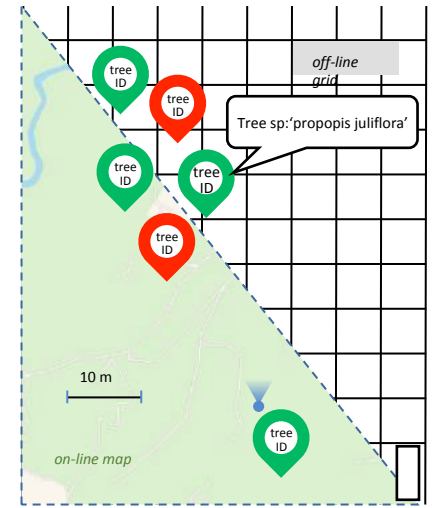 off-line
grid
tree
ID
tree
ID
Tree sp:‘propopis juliflora’
tree
ID
tree
ID
tree
ID
10 m
tree
ID
on-line map